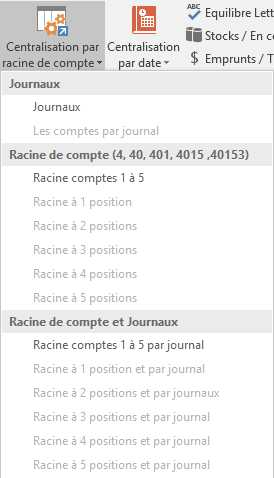 Centralisation par
racine de compte
Centralisation
par date
ABC
Equilibre Lett
Stocks / En c
$ Emprunts / T
Journaux
Journaux
Les comptes par journal
Racine de compte (4, 40, 401, 4015 ,40153)
Racine comptes 1 à 5
Racine à 1 position
Racine à 2 positions
Racine à 3 positions
Racine à 4 positions
Racine à 5 positions
Racine de compte et Journaux
Racine comptes 1 à 5 par journal
Racine à 1 position et par journal
Racine à 2 positions et par journaux
Racine à 3 positions et par journal
Racine à 4 positions et par journal
Racine à 5 positions et par journal